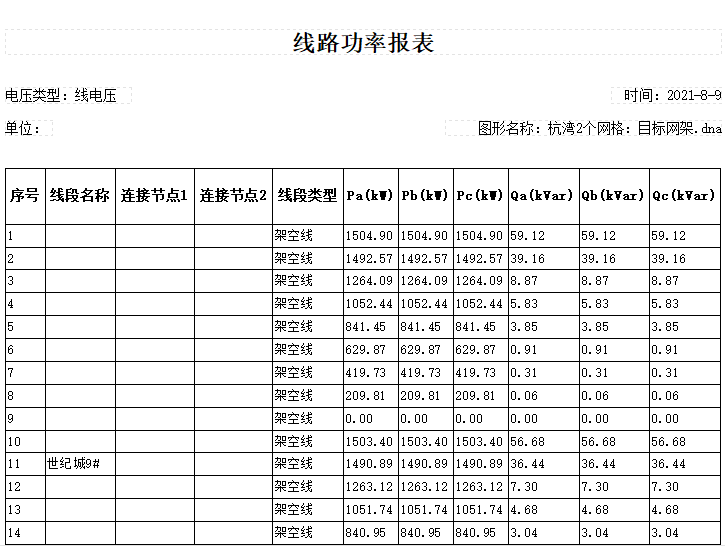 线路功率报表
电压类型：线电压 时间：2021-8-9
单位： 图形名称：杭湾2个网格：目标网架.dna
序号 线段名称 连接节点1 连接节点2 线段类型 Pa(kW) Pb(kW) Pc(kW) Qa(kVar) Qb(kVar) Qc(kVar)
1 架空线 1504.90 1504.90 1504.90 59.12 59.12 59.12
2 架空线 1492.57 1492.57 1492.57 39.16 39.16 39.16
3 架空线 1264.09 1264.09 1264.09 8.87 8.87 8.87
4 架空线 1052.44 1052.44 1052.44 5.83 5.83 5.83
5 架空线 841.45 841.45 841.45 3.85 3.85 3.85
6 架空线 629.87 629.87 629.87 0.91 0.91 0.91
7 架空线 419.73 419.73 419.73 0.31 0.31 0.31
8 架空线 209.81 209.81 209.81 0.06 0.06 0.06
9 架空线 0.00 0.00 0.00 0.00 0.00 0.00
10 架空线 1503.40 1503.40 1503.40 56.68 56.68 56.68
11 世纪城9# 架空线 1490.89 1490.89 1490.89 36.44 36.44 36.44
12 架空线 1263.12 1263.12 1263.12 7.30 7.30 7.30
13 架空线 1051.74 1051.74 1051.74 4.68 4.68 4.68
14 架空线 840.95 840.95 840.95 3.04 3.04 3.04